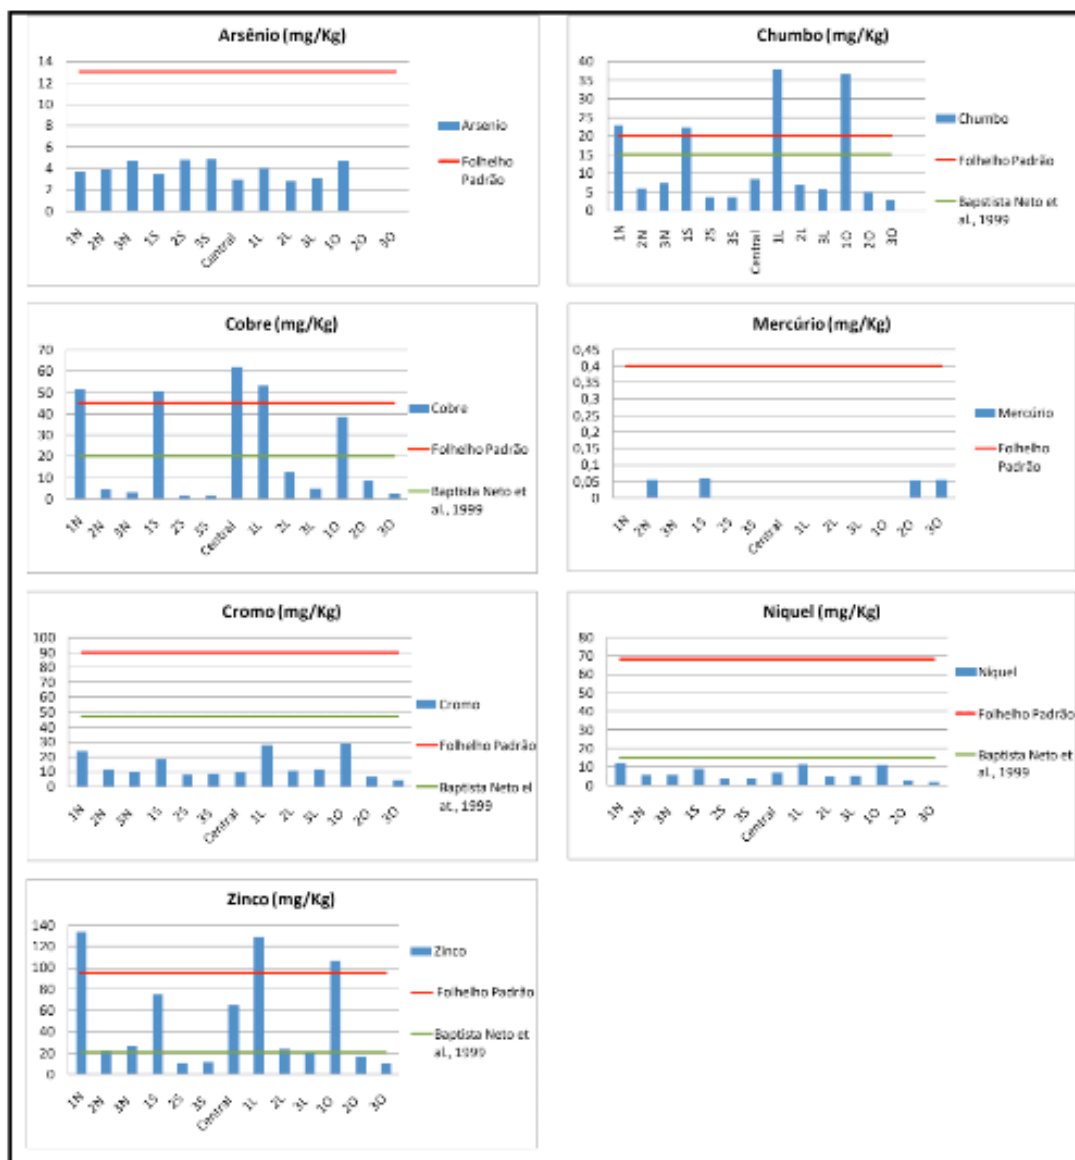 Arsênio (mg/Kg)
14
12
10
8
6
4
2
0
1N 2N 3N 1S 2S 3S Central 1L 2L 3L 1O 2O 3O
Arsenio
Folhelho
Padrão
Chumbo (mg/Kg)
40
35
30
25
20
15
10
5
0
1N 2N 3N 1S 2S 3S Central 1L 2L 3L 1O 2O 3O
Chumbo
Folhelho Padrão
Bapstista Neto et
al., 1999
Cobre (mg/Kg)
70
60
50
40
30
20
10
0
1N 2N 3N 1S 2S 3S Central 1L 2L 3L 1O 2O 3O
Cobre
Folhelho Padrão
Baptista Neto et
al., 1999
Mercúrio (mg/Kg)
0,45
0,4
0,35
0,3
0,25
0,2
0,15
0,1
0,05
0
1N 2N 3N 1S 2S 3S Central 1L 2L 3L 1O 2O 3O
Mercúrio
Folhelho
Padrão
Cromo (mg/Kg)
100
90
80
70
60
50
40
30
20
10
0
1N 2N 3N 1S 2S 3S Central 1L 2L 3L 1O 2O 3O
Cromo
Folhelho Padrão
Baptista Neto et
at., 1999
Niquel (mg/Kg)
80
70
60
50
40
30
20
10
0
1N 2N 3N 1S 2S 3S Central 1L 2L 3L 1O 2O 3O
Niquel
Folhelho Padrão
Baptista Neto et
al., 1999
Zinco (mg/Kg)
140
120
100
80
60
40
20
0
1N 2N 3N 1S 2S 3S Central 1L 2L 3L 1O 2O 3O
Zinco
Folhelho Padrão
Baptista Neto et
al., 1999